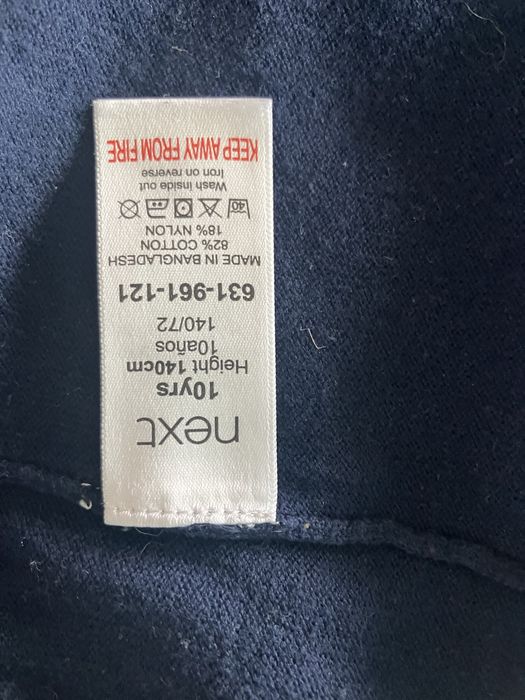 next
10yrs
Height 140cm
10años
140/72
631-961-121
MADE IN BANGLADESH
82% COTTON
18% NYLON
40
Wash inside out
Iron on reverse
KEEP AWAY FROM FIRE